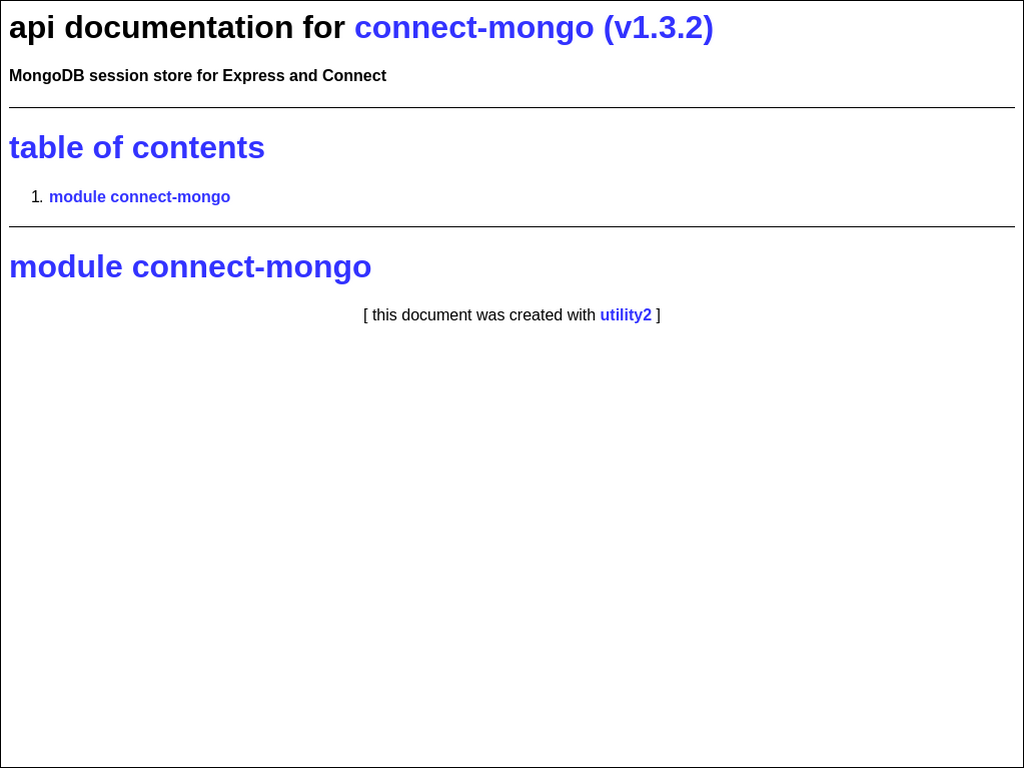 api documentation for connect-mongo (v1.3.2)
MongoDB session store for Express and Connect
table of contents
1. module connect-mongo
module connect-mongo
[ this document was created with utility2 ]